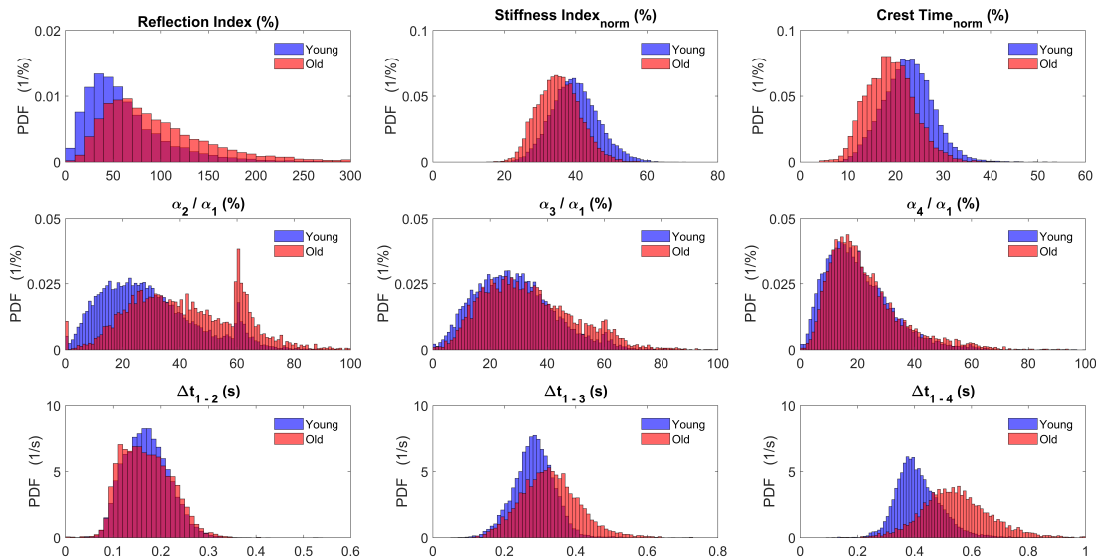 Reflection Index (%)
0.02
0.01
0
PDF (1/%)
0 50 100 150 200 250 300
Young
Old
Stiffness Index norm (%)
0.1
0.05
0
PDF (1/%)
0 20 40 60 80
Young
Old
Crest Time norm (%)
0.1
0.05
0
PDF (1/%)
0 10 20 30 40 50 60
Young
Old
α2 / α1 (%)
0.05
0.025
0
PDF (1/%)
0 20 40 60 80 100
Young
Old
α3 / α1 (%)
0.05
0.025
0
PDF (1/%)
0 20 40 60 80 100
Young
Old
α4 / α1 (%)
0.05
0.025
0
PDF (1/%)
0 20 40 60 80 100
Young
Old
Δt1 - 2 (s)
10
5
0
PDF (1/s)
0 0.1 0.2 0.3 0.4 0.5 0.6
Young
Old
Δt1 - 3 (s)
10
5
0
PDF (1/s)
0 0.2 0.4 0.6 0.8
Young
Old
Δt1 - 4 (s)
10
5
0
PDF (1/s)
0 0.2 0.4 0.6 0.8 1
Young
Old